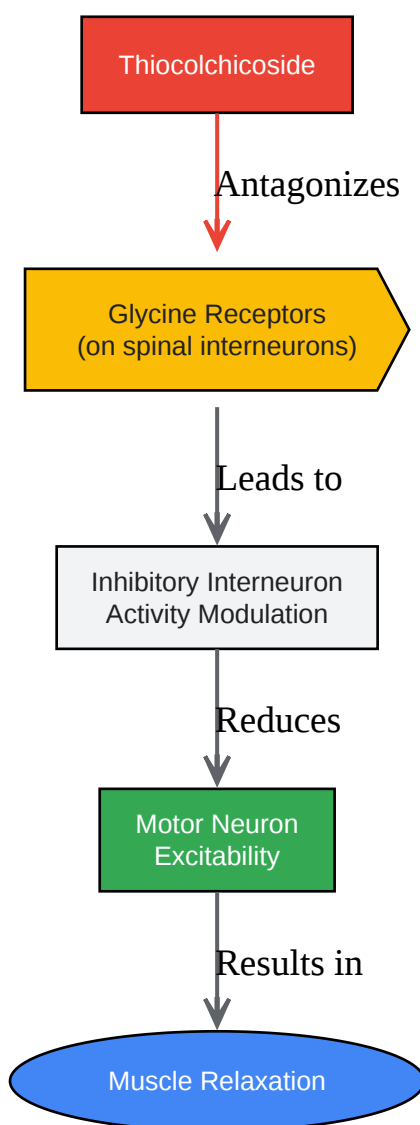 Thiocolchicoside
Antagonizes
Glycine Receptors
(on spinal interneurons)
Leads to
Inhibitory Interneuron
Activity Modulation
Reduces
Motor Neuron
Excitability
Results in
Muscle Relaxation